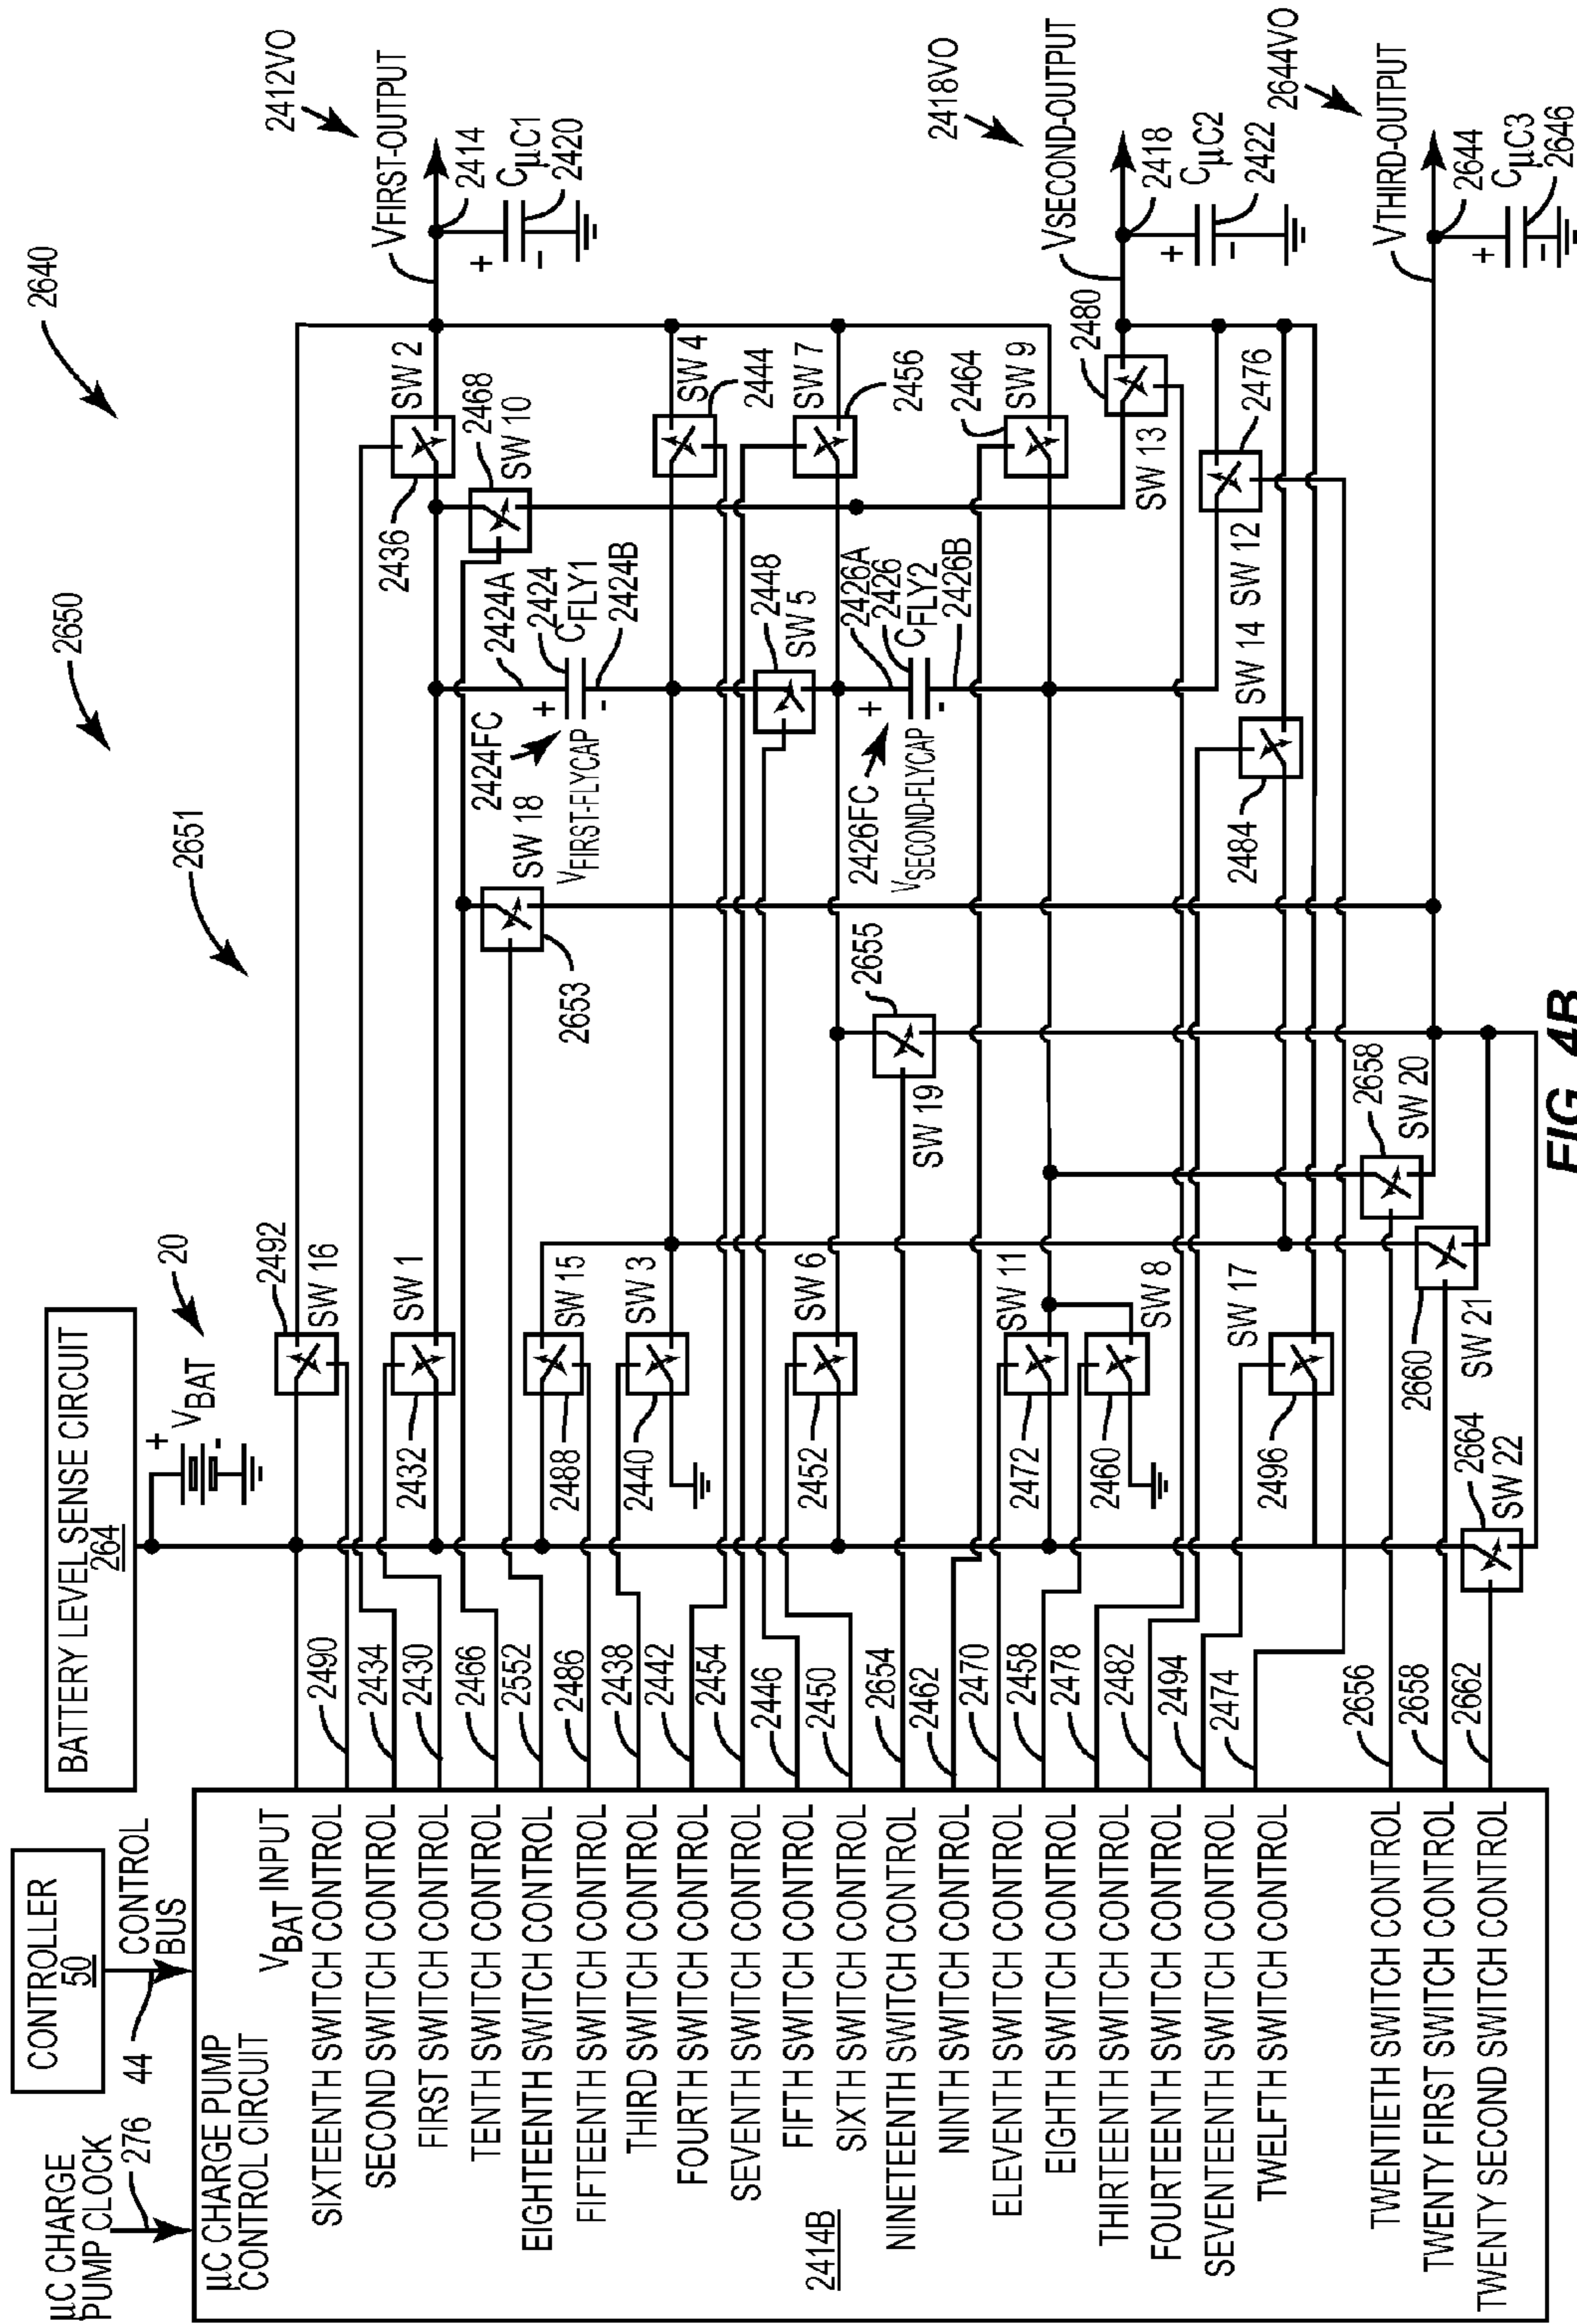 µC CHARGE
PUMP CLOCK
276
CONTROLLER
50
44
CONTROL
BUS
BATTERY LEVEL SENSE CIRCUIT
264
20
+
VBAT
-
2651
2650
2640
µC CHARGE PUMP
CONTROL CIRCUIT
2414B
VBAT INPUT
SIXTEENTH SWITCH CONTROL
SECOND SWITCH CONTROL
FIRST SWITCH CONTROL
TENTH SWITCH CONTROL
EIGHTEENTH SWITCH CONTROL
FIFTEENTH SWITCH CONTROL
THIRD SWITCH CONTROL
FOURTH SWITCH CONTROL
SEVENTH SWITCH CONTROL
FIFTH SWITCH CONTROL
SIXTH SWITCH CONTROL
NINETEENTH SWITCH CONTROL
NINTH SWITCH CONTROL
ELEVENTH SWITCH CONTROL
EIGHTH SWITCH CONTROL
THIRTEENTH SWITCH CONTROL
FOURTEENTH SWITCH CONTROL
SEVENTEENTH SWITCH CONTROL
TWELFTH SWITCH CONTROL
TWENTIETH SWITCH CONTROL
TWENTY FIRST SWITCH CONTROL
TWENTY SECOND SWITCH CONTROL
2490
2434
2430
2466
2552
2486
2438
2442
2454
2446
2450
2654
2462
2470
2458
2478
2482
2494
2474
2656
2658
2662
2492
SW 16
2432
SW 1
2488
SW 15
2440
SW 3
2452
SW 6
2472
SW 11
2460
SW 8
2496
SW 17
2664
SW 22
2660
SW 21
2658
SW 20
2655
SW 19
2653
SW 18
2424FC
VFIRST-FLYCAP
+
-
2424A
2424
CFLY1
2424B
2448
SW 5
2426FC
VSECOND-FLYCAP
+
-
2426A
2426
CFLY2
2426B
2484
SW 14
SW 12
2476
2436
SW 2
2468
SW 10
SW 4
2444
SW 7
2456
SW 9
2464
SW 13
2480
VFIRST-OUTPUT
2412VO
2414
+
-
CµC1
2420
VSECOND-OUTPUT
2418VO
2418
+
-
CµC2
2422
VTHIRD-OUTPUT
2644VO
2644
+
-
CµC3
2646
FIG. 4B